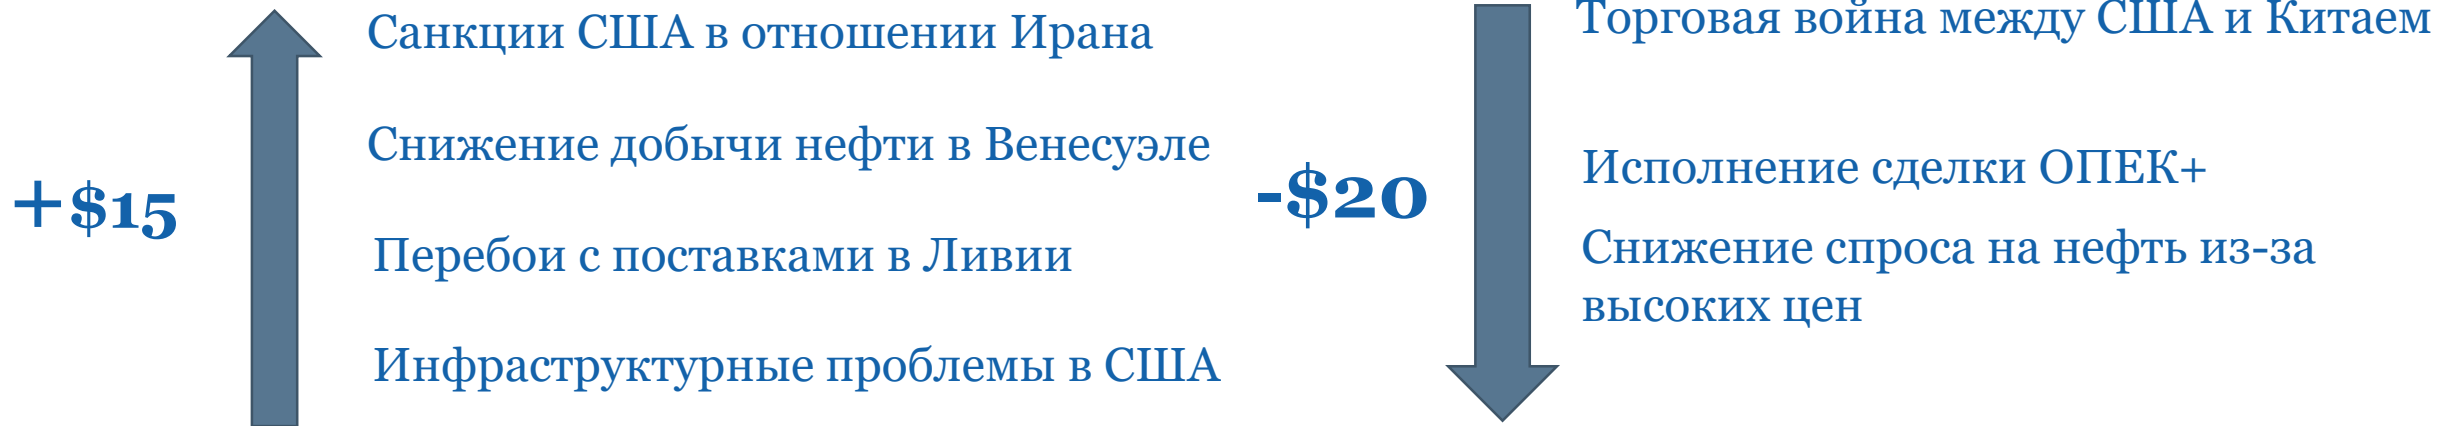 +$15
Санкции США в отношении Ирана
Снижение добычи нефти в Венесуэле
Перебои с поставками в Ливии
Инфраструктурные проблемы в США
-$20
Торговая война между США и Китаем
Исполнение сделки ОПЕК+
Снижение спроса на нефть из-за
высоких цен